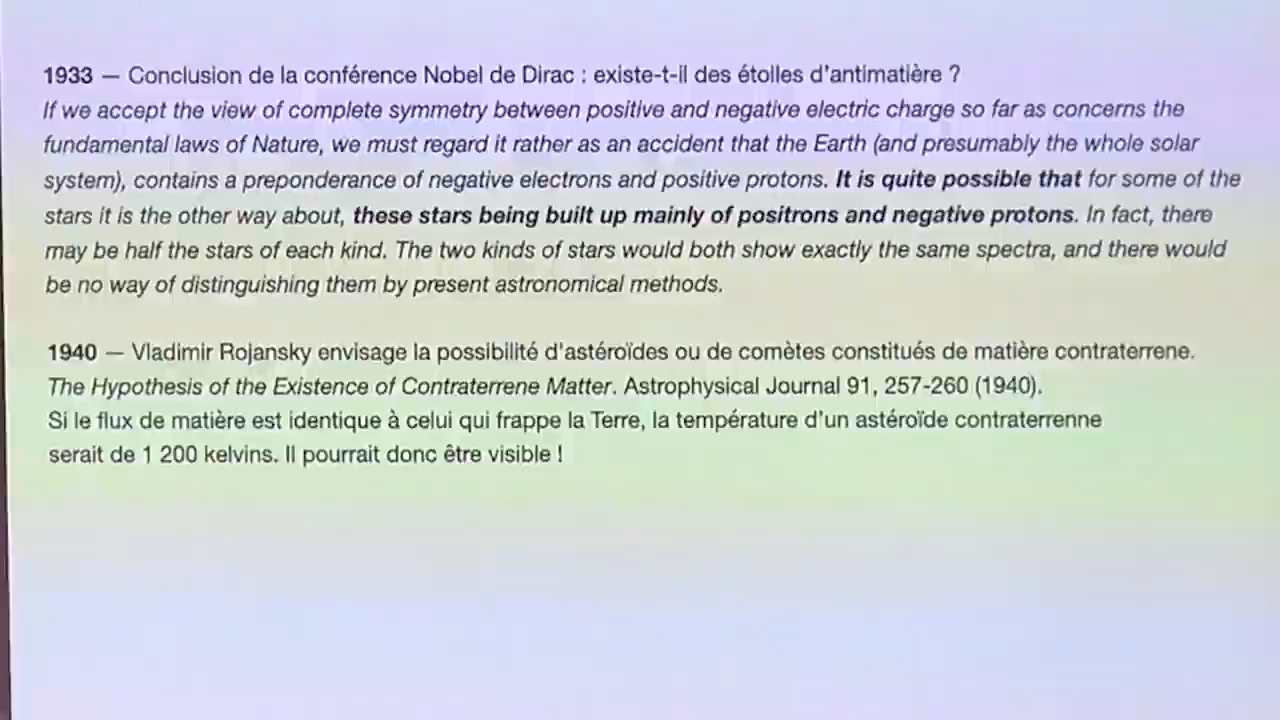 1933 — Conclusion de la conférence Nobel de Dirac : existe-t-il des étoiles d'antimatière ?
If we accept the view of complete symmetry between positive and negative electric charge so far as concerns the
fundamental laws of Nature, we must regard it rather as an accident that the Earth (and presumably the whole solar
system), contains a preponderance of negative electrons and positive protons. It is quite possible that for some of the
stars it is the other way about, these stars being built up mainly of positrons and negative protons. In fact, there
may be half the stars of each kind. The two kinds of stars would both show exactly the same spectra, and there would
be no way of distinguishing them by present astronomical methods.
1940 — Vladimir Rojansky envisage la possibilité d'astéroïdes ou de comètes constitués de matière contraterrene.
The Hypothesis of the Existence of Contraterrene Matter. Astrophysical Journal 91, 257-260 (1940).
Si le flux de matière est identique à celui qui frappe la Terre, la température d'un astéroïde contraterrenne
serait de 1 200 kelvins. Il pourrait donc être visible !